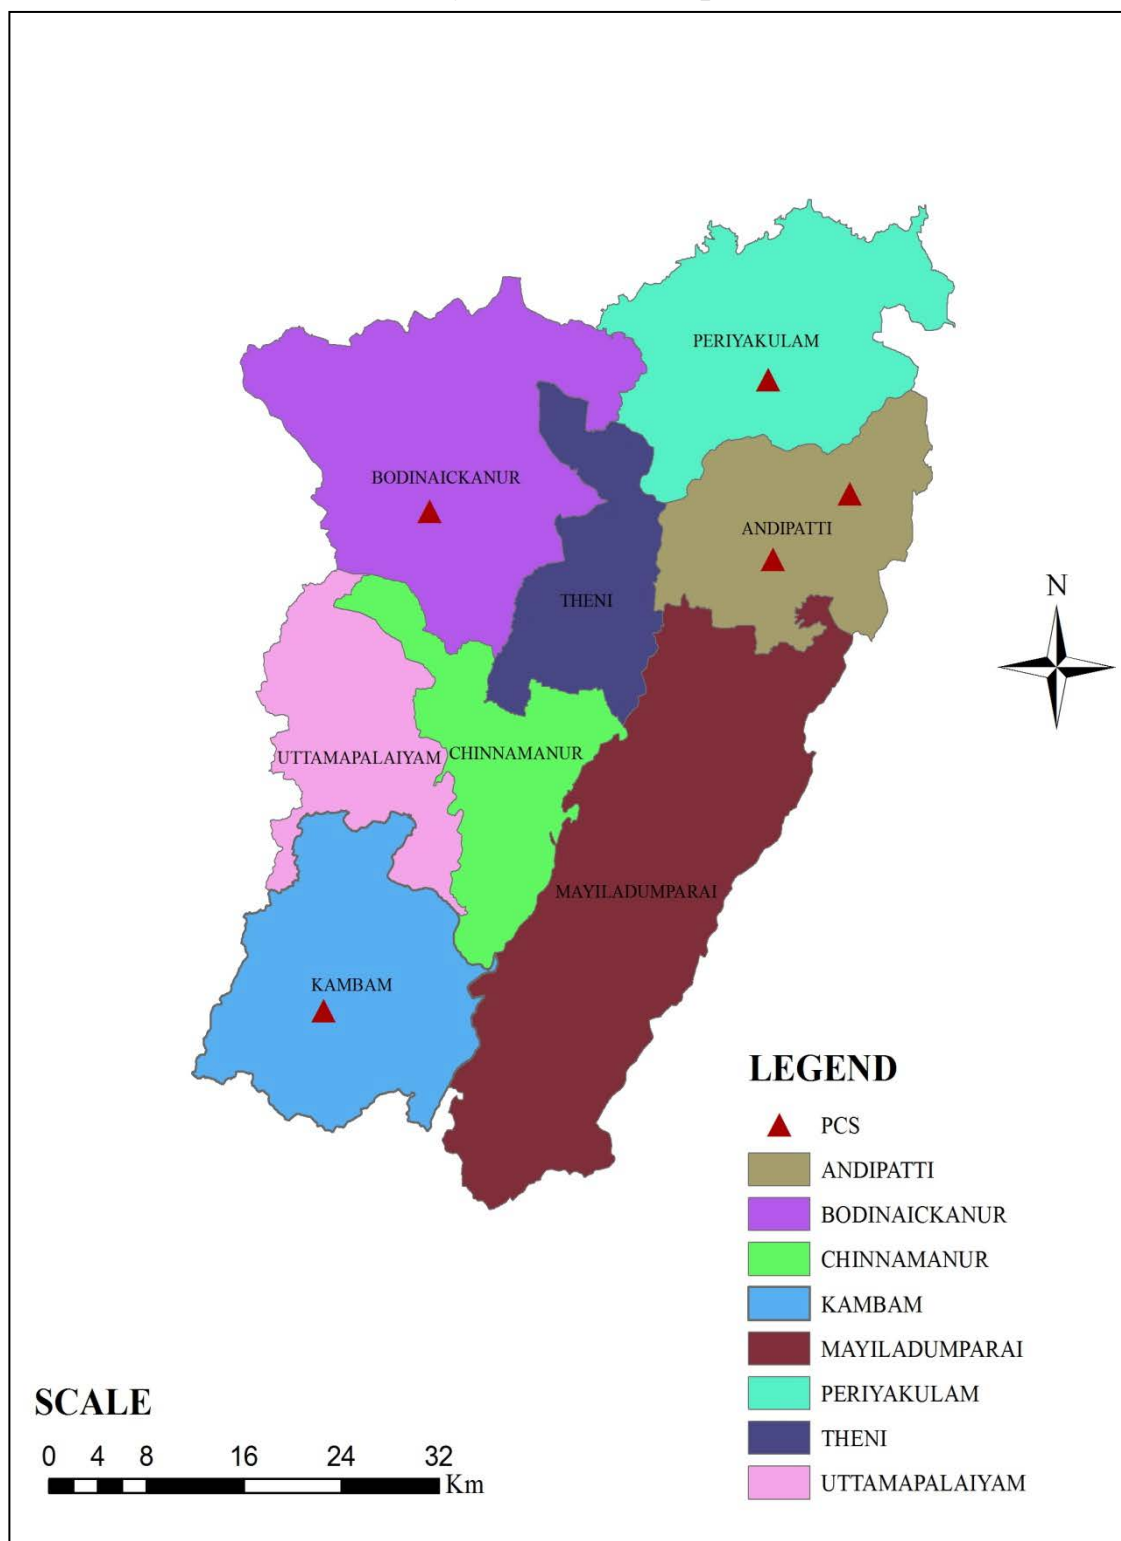 PERIYAKULAM
BODINAICKANUR
ANDIPATTI
N
THENI
UTTAMAPALAIYAM
CHINNAMANUR
MAYILADUMPARAI
KAMBAM
LEGEND
PCS
ANDIPATTI
BODINAICKANUR
CHINNAMANUR
KAMBAM
MAYILADUMPARAI
PERIYAKULAM
THENI
UTTAMAPALAIYAM
SCALE
0 4 8 16 24 32
Km